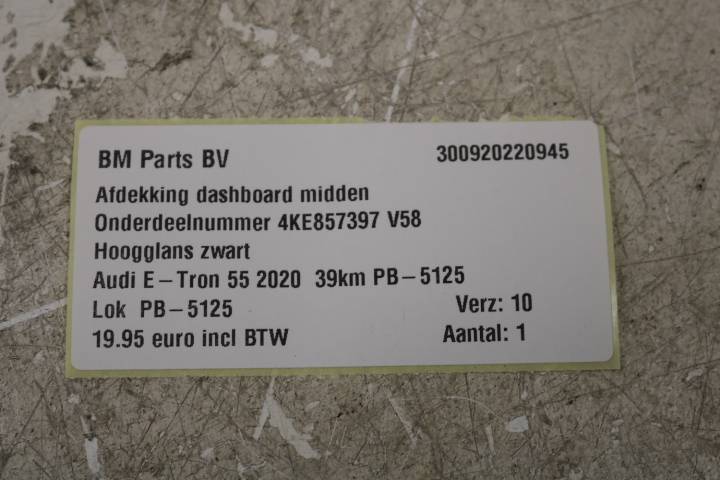 BM Parts BV 300920220945
Afdekking dashboard midden
Onderdeelnummer 4KE857397 V58
Hoogglans zwart
Audi E-Tron 55 2020 39km PB-5125
Lok PB-5125 Verz: 10
19.95 euro incl BTW Aantal: 1